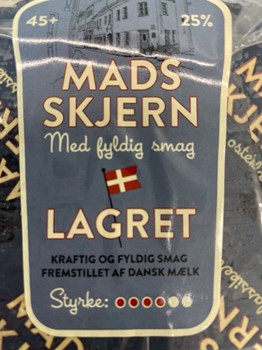 45+ 25%
MADS
SKJERN
Med fyldig smag
LAGRET
KRAFTIG OG FYLDIG SMAG
FREMSTILLET AF DANSK MÆLK
Styrke: